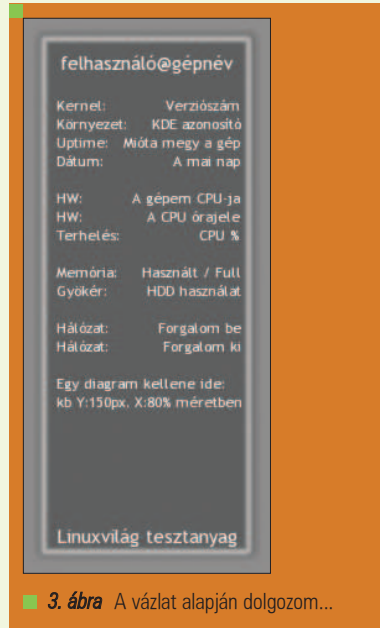 felhasználó@gépnév
Kernel: Verziószám
Környezet: KDE azonosító
Uptime: Mióta megy a gép
Dátum: A mai nap
HW: A gépem CPU-ja
HW: A CPU órajele
Terhelés: CPU %
Memória: Használt / Full
Gyökér: HDD használat
Hálózat: Forgalom be
Hálózat: Forgalom ki
Egy diagram kellene ide:
kb Y:150px. X:80% méretben
Linuxvilág tesztanyag
3. ábra A vázlat alapján dolgozom...